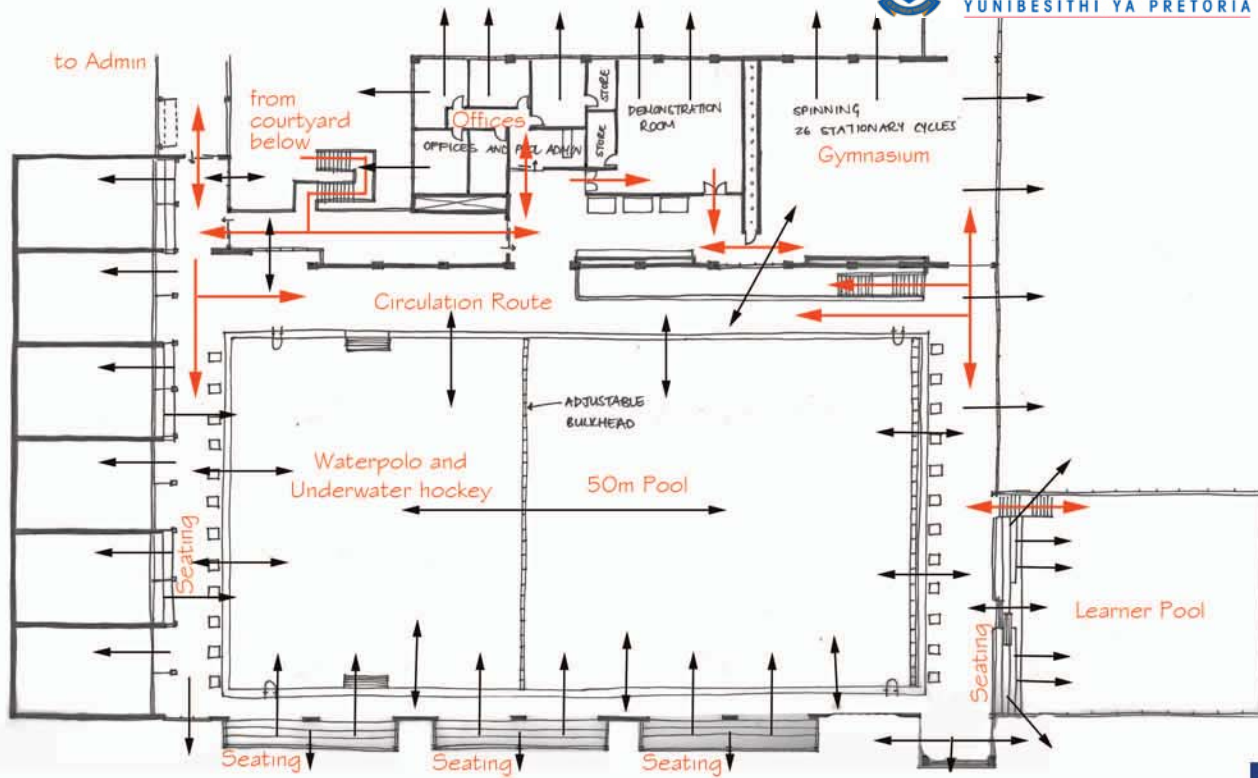 YUNIBESITHI YA PRETORIA
to Admin
from
courtyard
below
Offices
OFFICES AND POOL ADMIN
STORE
STORE
DEMONSTRATION
ROOM
SPINNING
26 STATIONARY CYCLES
Gymnasium
Circulation Route
ADJUSTABLE
BULKHEAD
Waterpolo and
Underwater hockey
50m Pool
Seating
Learner Pool
Seating
Seating
Seating
Seating